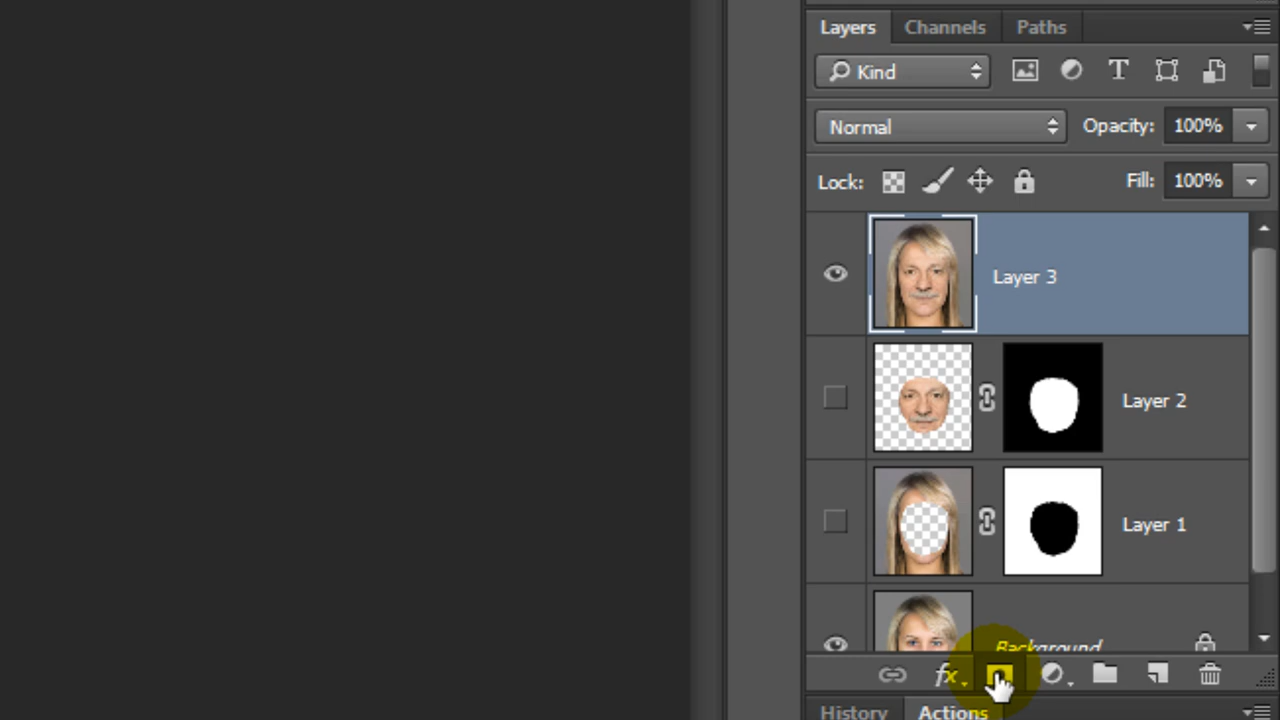 Layers Channels Paths
Kind T
Normal Opacity: 100%
Lock: Fill: 100%
Layer 3
Layer 2
Layer 1
Background
fx
History Actions